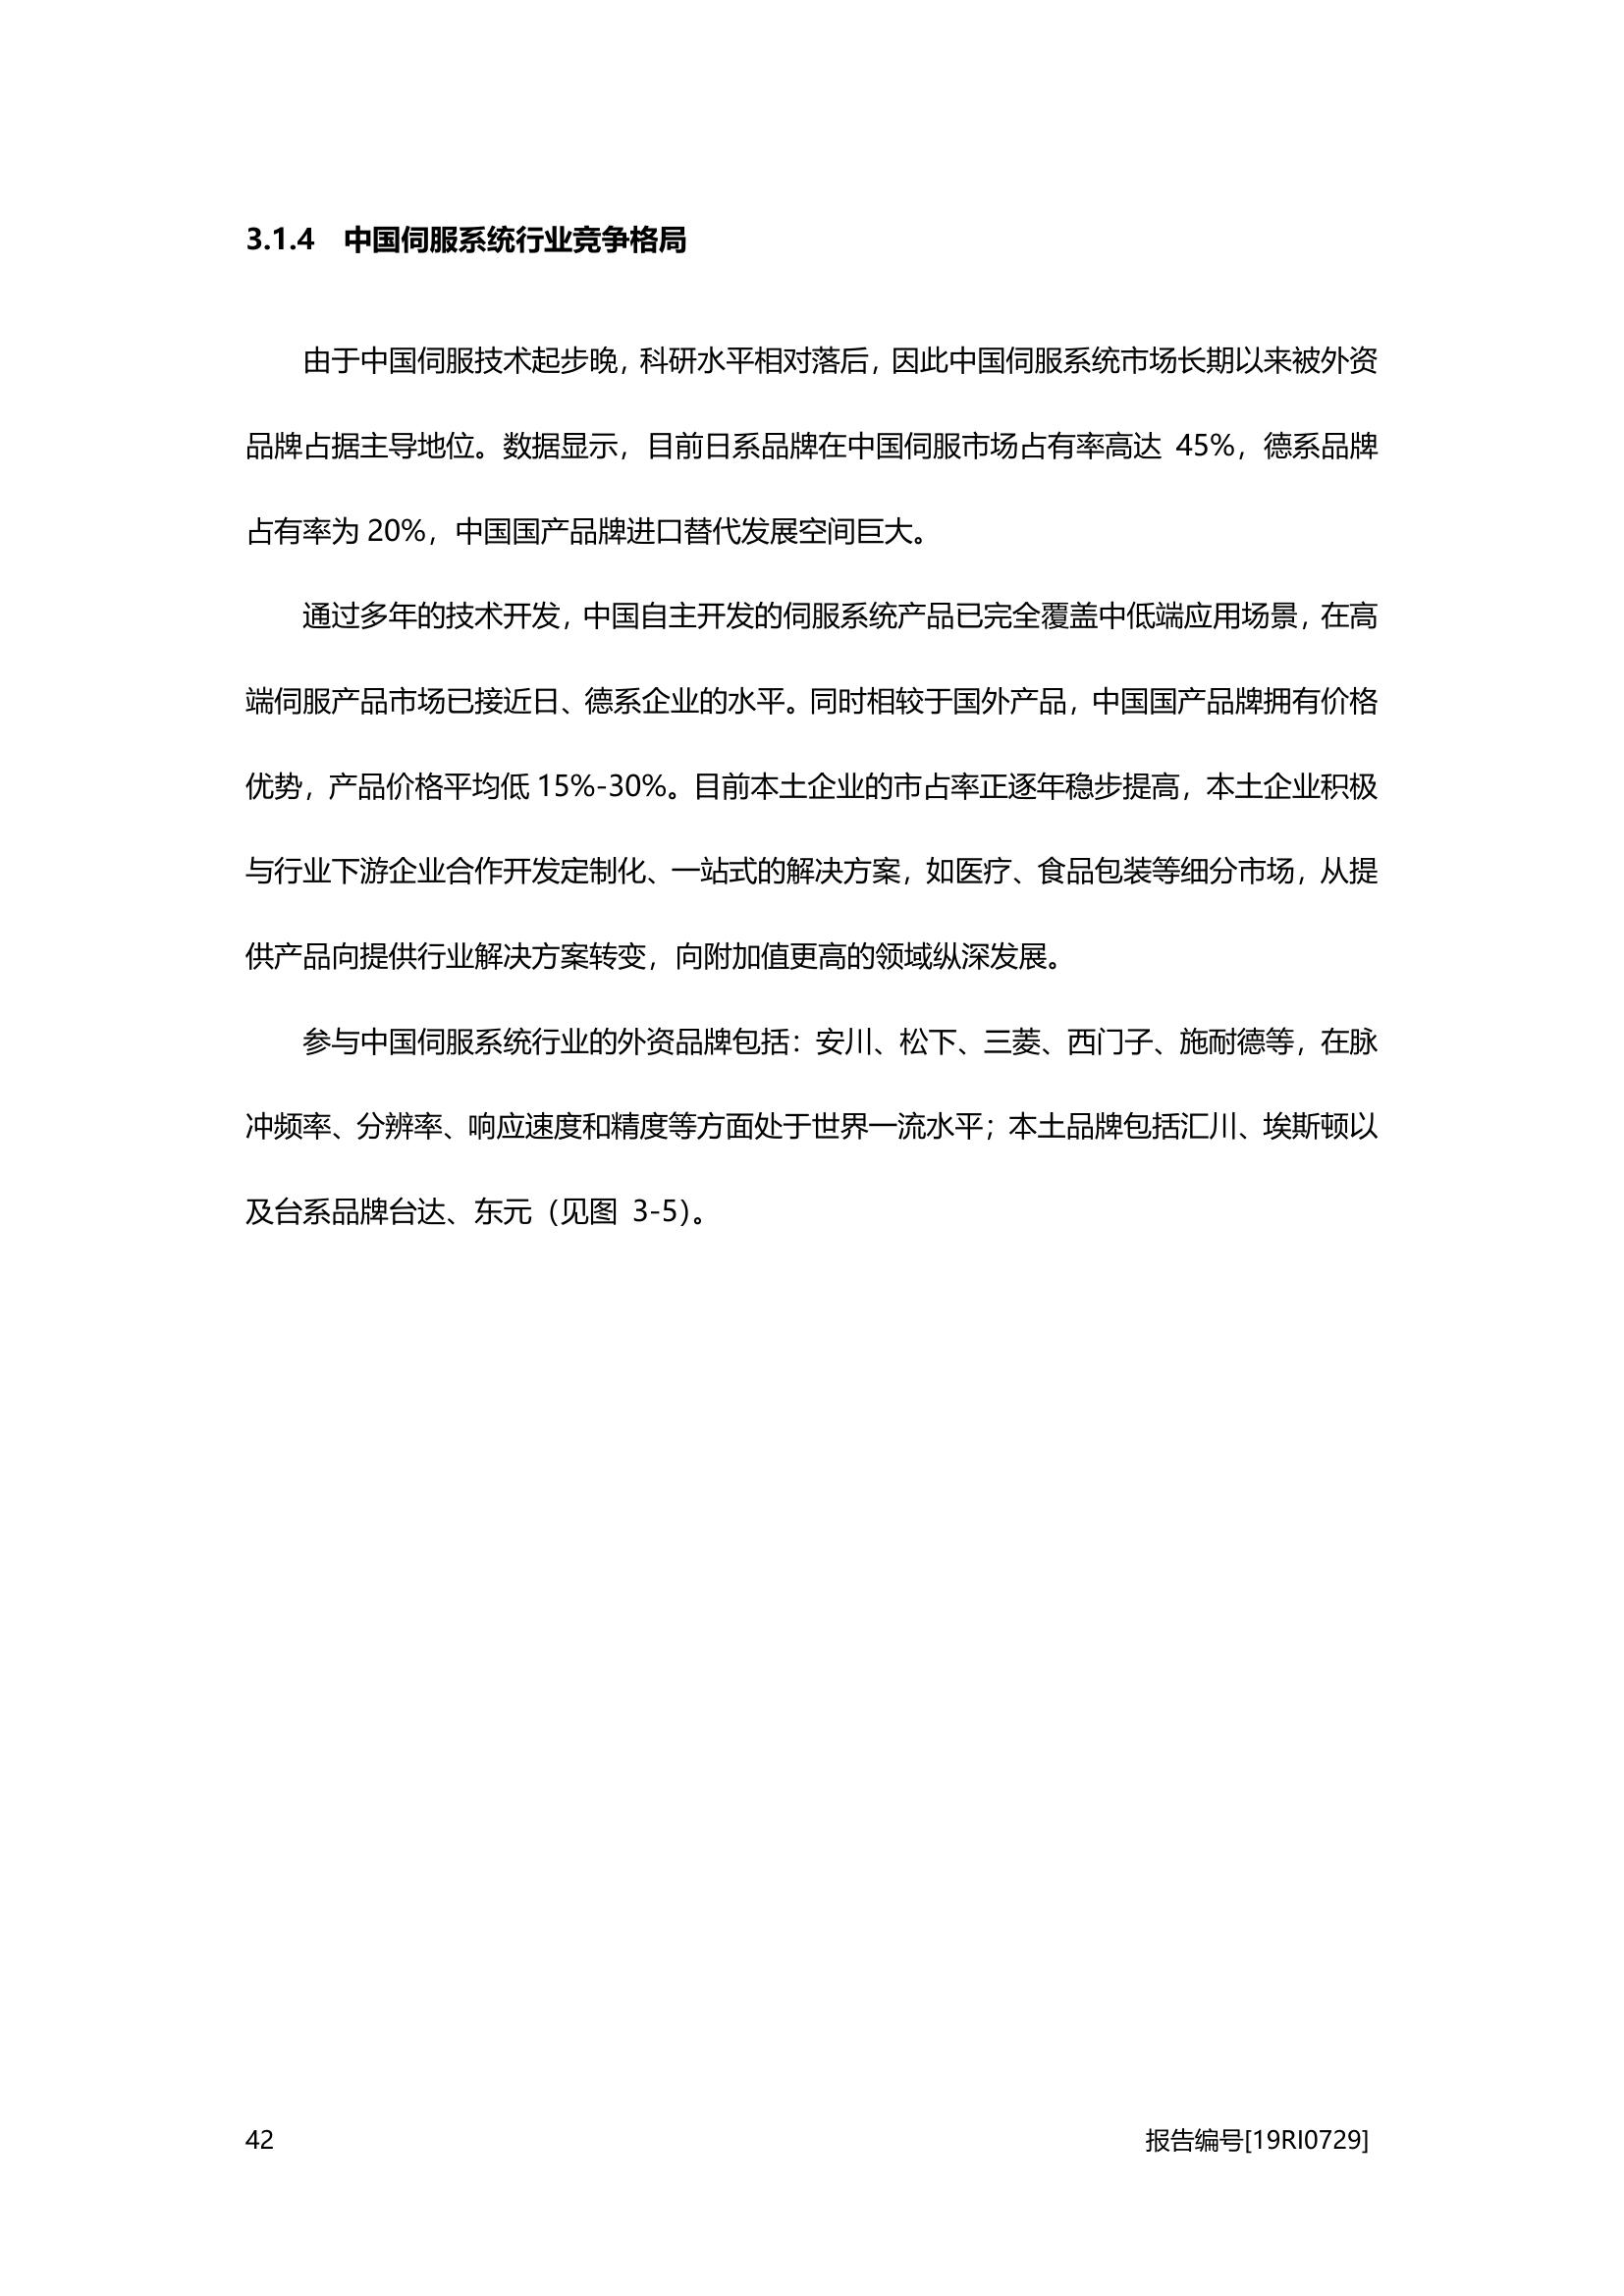 3.1.4 中国伺服系统行业竞争格局
由于中国伺服技术起步晚，科研水平相对落后，因此中国伺服系统市场长期以来被外资
品牌占据主导地位。数据显示，目前日系品牌在中国伺服市场占有率高达 45%，德系品牌
占有率为 20%，中国国产品牌进口替代发展空间巨大。
通过多年的技术开发，中国自主开发的伺服系统产品已完全覆盖中低端应用场景，在高
端伺服产品市场已接近日、德系企业的水平。同时相较于国外产品，中国国产品牌拥有价格
优势，产品价格平均低 15%-30%。目前本土企业的市占率正逐年稳步提高，本土企业积极
与行业下游企业合作开发定制化、一站式的解决方案，如医疗、食品包装等细分市场，从提
供产品向提供行业解决方案转变，向附加值更高的领域纵深发展。
参与中国伺服系统行业的外资品牌包括：安川、松下、三菱、西门子、施耐德等，在脉
冲频率、分辨率、响应速度和精度等方面处于世界一流水平；本土品牌包括汇川、埃斯顿以
及台系品牌台达、东元（见图 3-5）。
42
报告编号[19RI0729]